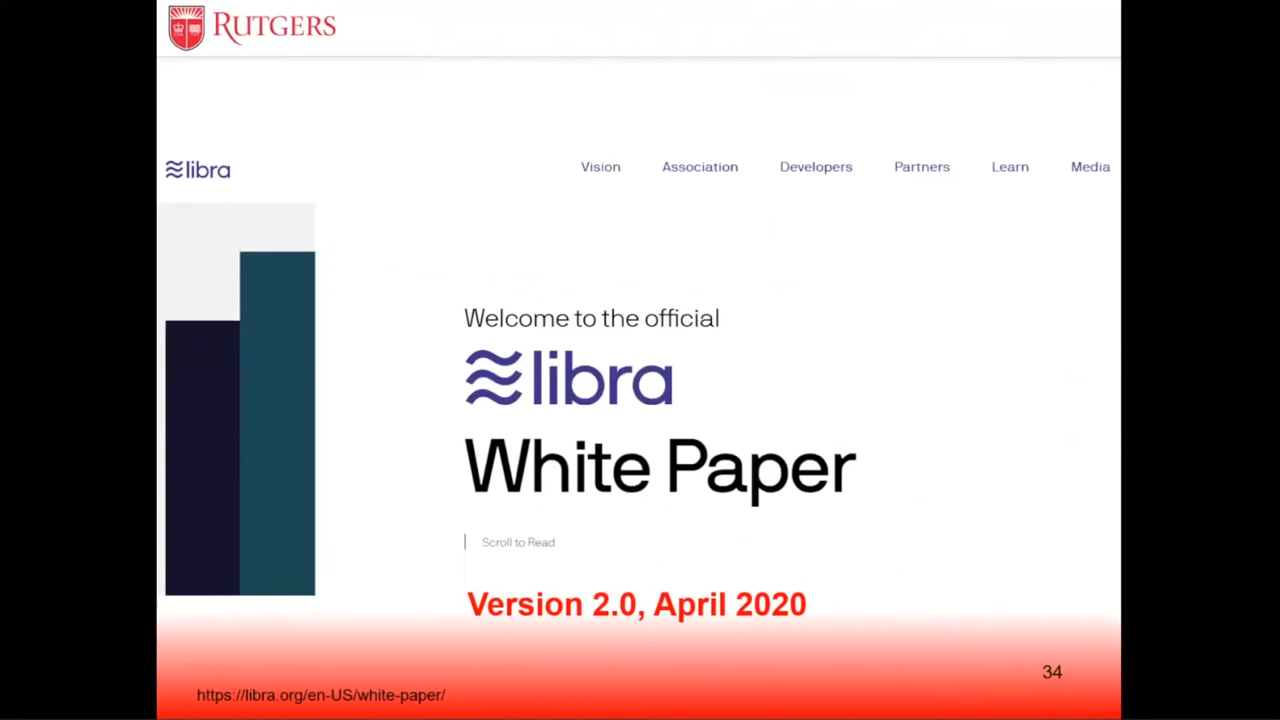 RUTGERS
libra
Vision Association Developers Partners Learn Media
Welcome to the official
libra
White Paper
Scroll to Read
Version 2.0, April 2020
34
https://libra.org/en-US/white-paper/